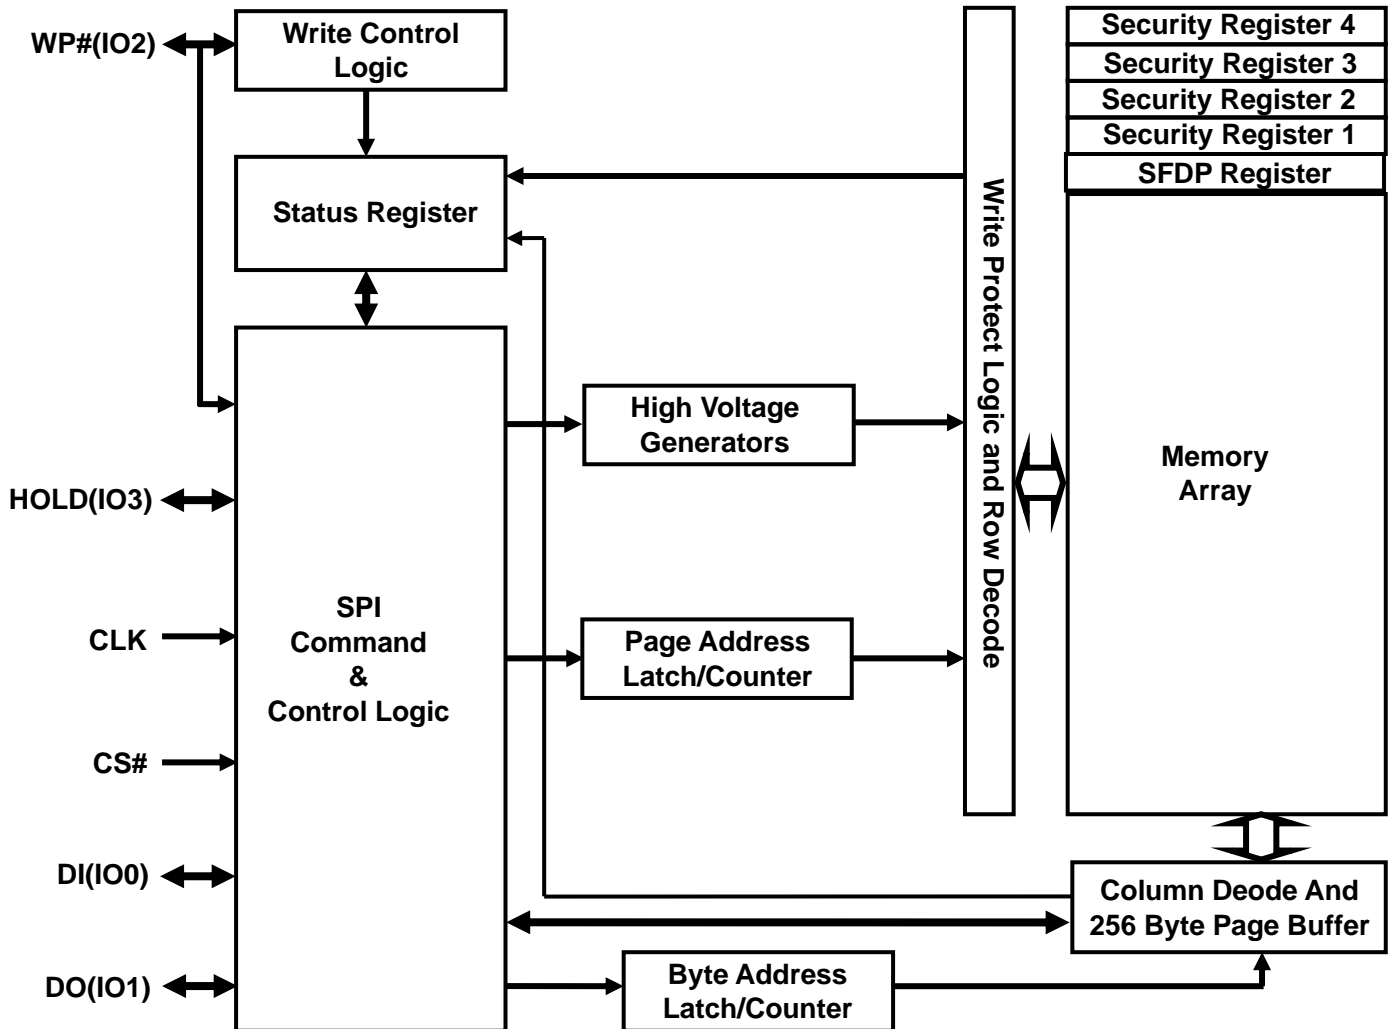 WP#(IO2)
Write Control
Logic
Security Register 4
Security Register 3
Security Register 2
Security Register 1
SFDP Register
Status Register
Write Protect Logic and Row Decode
High Voltage
Generators
Memory
Array
HOLD(IO3)
SPI
Command
&
Control Logic
CLK
Page Address
Latch/Counter
CS#
DI(IO0)
Column Deode And
256 Byte Page Buffer
DO(IO1)
Byte Address
Latch/Counter